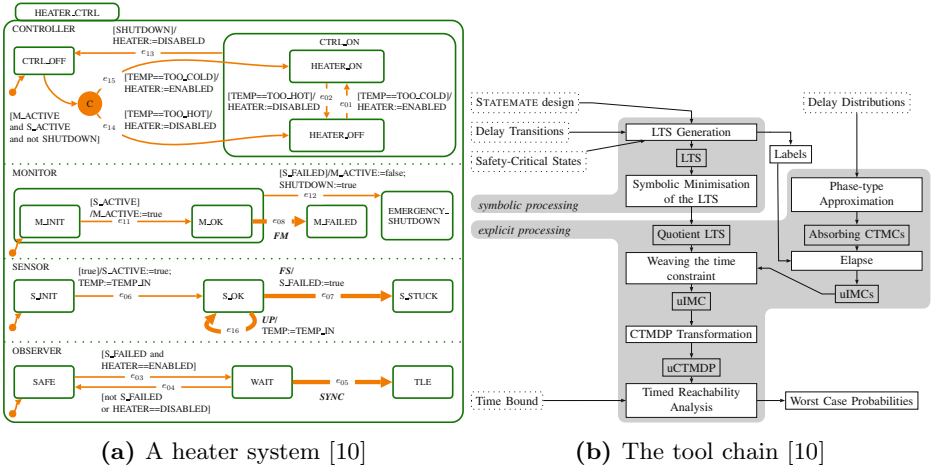 HEATER_CTRL
CONTROLLER
CTRL_OFF
[SHUTDOWN]/
HEATER:=DISABELD
e13
e15
C
e14
[TEMP==TOO_COLD]/
HEATER:=ENABLED
[TEMP==TOO_HOT]/
HEATER:=DISABLED
[M_ACTIVE
and S_ACTIVE
and not SHUTDOWN]
CTRL_ON
HEATER_ON
[TEMP==TOO_HOT]/
HEATER:=DISABLED
e02
e01
[TEMP==TOO_COLD]/
HEATER:=ENABLED
HEATER_OFF
MONITOR
[S_FAILED]/M_ACTIVE:=false;
SHUTDOWN:=true
e12
M_INIT
[S_ACTIVE]
/M_ACTIVE:=true
e11
M_OK
e08
FM
M_FAILED
EMERGENCY_
SHUTDOWN
SENSOR
S_INIT
[true]/S_ACTIVE:=true;
TEMP:=TEMP_IN
e06
S_OK
FS/
S_FAILED:=true
e07
S_STUCK
e16
UP/
TEMP:=TEMP_IN
OBSERVER
SAFE
[S_FAILED and
HEATER==ENABLED]
e03
e04
[not S_FAILED
or HEATER==DISABLED]
WAIT
e05
SYNC
TLE
(a) A heater system [10]
STATEMATE design
Delay Transitions
Safety-Critical States
Delay Distributions
LTS Generation
LTS
Labels
Symbolic Minimisation
of the LTS
symbolic processing
explicit processing
Phase-type
Approximation
Quotient LTS
Absorbing CTMCs
Weaving the time
constraint
Elapse
uIMC
uIMCs
CTMDP Transformation
uCTMDP
Time Bound
Timed Reachability
Analysis
Worst Case Probabilities
(b) The tool chain [10]